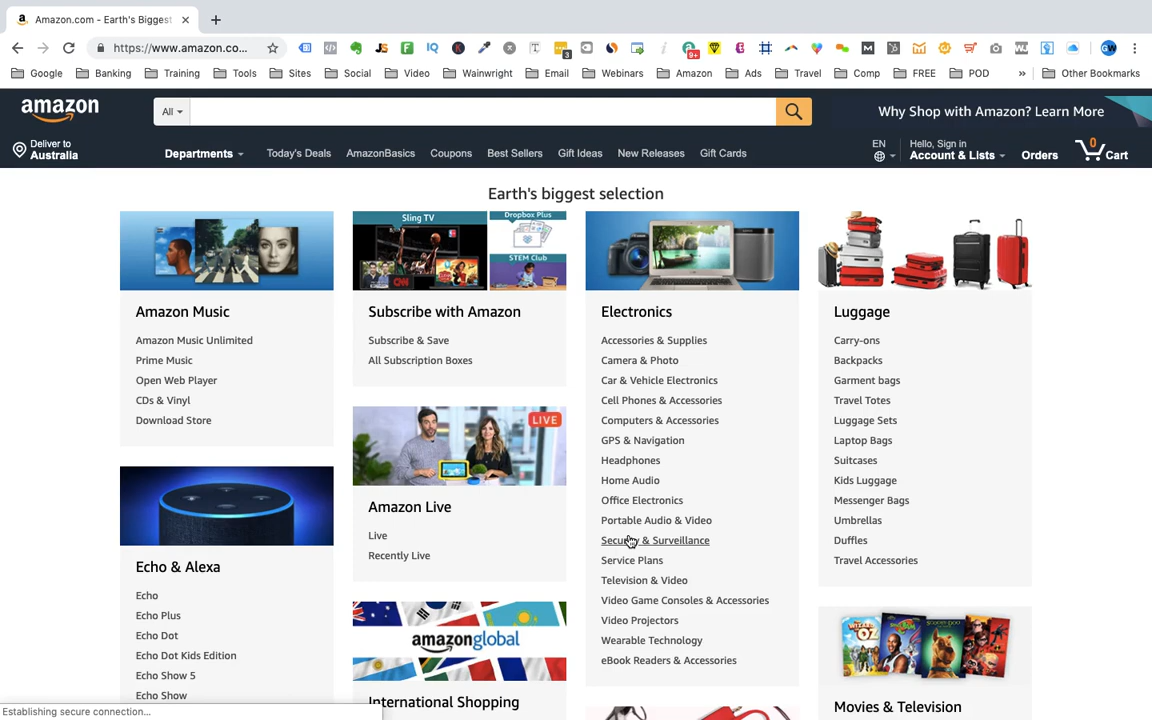 Amazon.com - Earth's Biggest
https://www.amazon.co...
Google
Banking
Training
Tools
Sites
Social
Video
Wainwright
Email
Webinars
Amazon
Ads
Travel
Comp
FREE
POD
»
Other Bookmarks
amazon
All
Why Shop with Amazon? Learn More
Deliver to
Australia
Departments
Today's Deals
AmazonBasics
Coupons
Best Sellers
Gift Ideas
New Releases
Gift Cards
EN
Hello, Sign in
Account & Lists
Orders
0
Cart
Earth's biggest selection
Amazon Music
Amazon Music Unlimited
Prime Music
Open Web Player
CDs & Vinyl
Download Store
Echo & Alexa
Echo
Echo Plus
Echo Dot
Echo Dot Kids Edition
Echo Show 5
Echo Show
Sling TV
CNN
Dropbox Plus
STEM Club
Subscribe with Amazon
Subscribe & Save
All Subscription Boxes
LIVE
Amazon Live
Live
Recently Live
amazonglobal
International Shopping
Electronics
Accessories & Supplies
Camera & Photo
Car & Vehicle Electronics
Cell Phones & Accessories
Computers & Accessories
GPS & Navigation
Headphones
Home Audio
Office Electronics
Portable Audio & Video
Security & Surveillance
Service Plans
Television & Video
Video Game Consoles & Accessories
Video Projectors
Wearable Technology
eBook Readers & Accessories
Luggage
Carry-ons
Backpacks
Garment bags
Travel Totes
Luggage Sets
Laptop Bags
Suitcases
Kids Luggage
Messenger Bags
Umbrellas
Duffles
Travel Accessories
Movies & Television
Establishing secure connection...